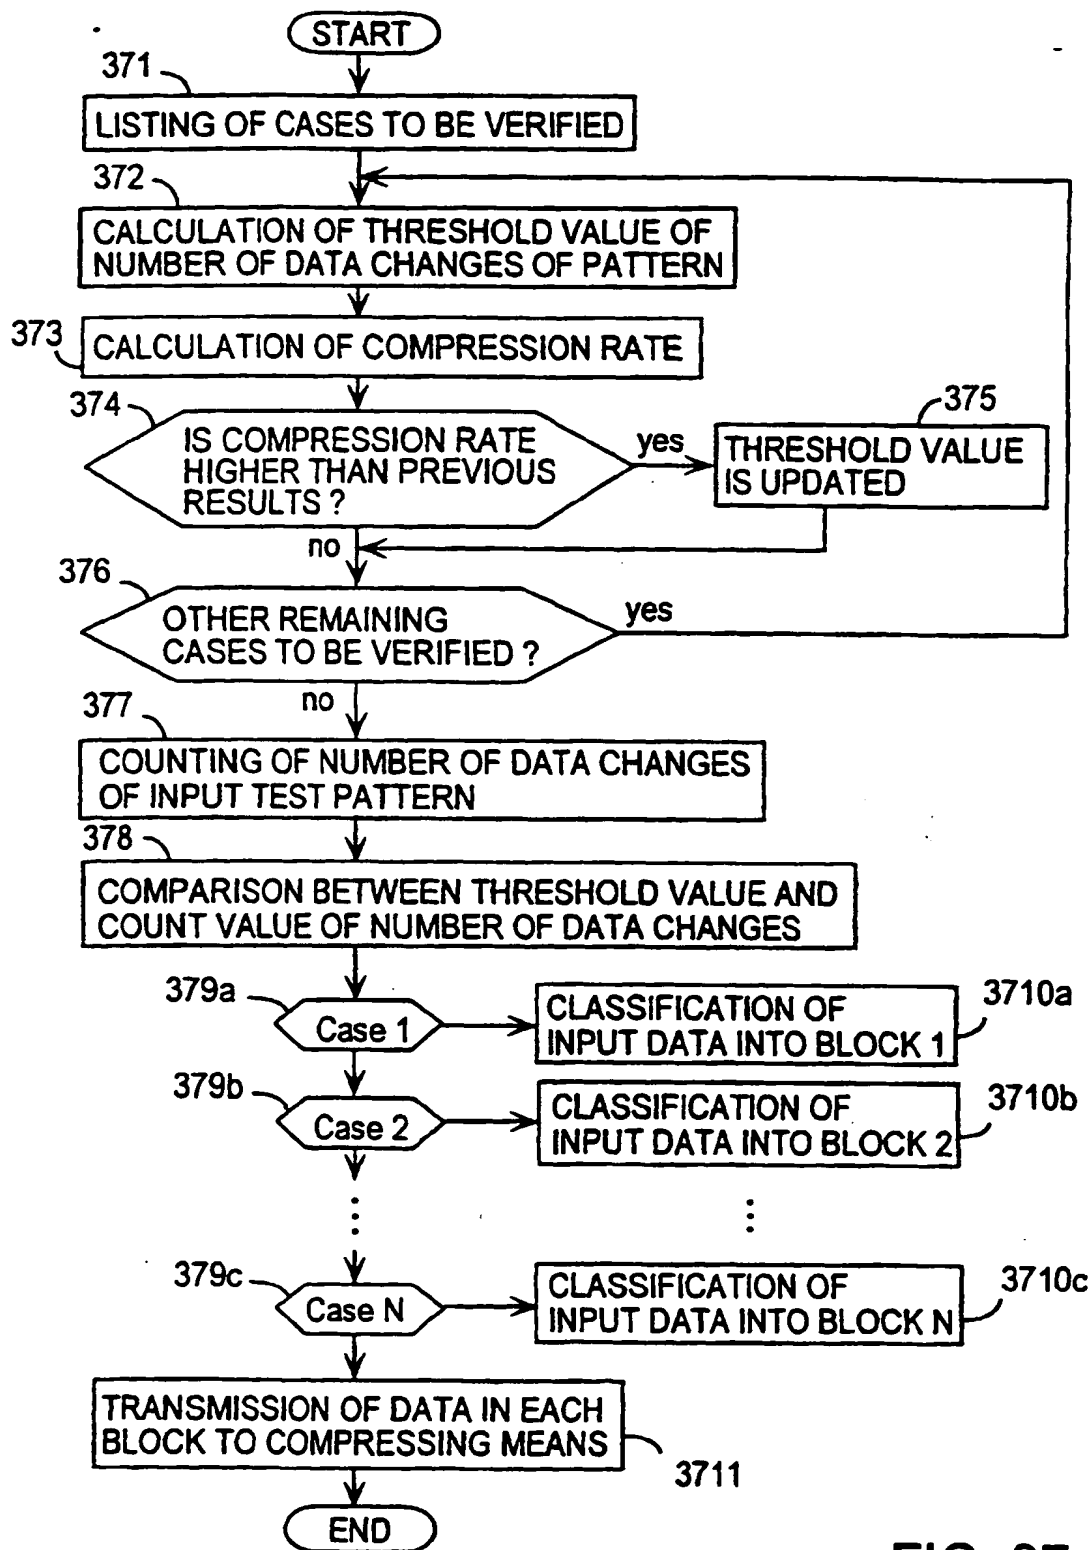 START
371
LISTING OF CASES TO BE VERIFIED
372
CALCULATION OF THRESHOLD VALUE OF
NUMBER OF DATA CHANGES OF PATTERN
373
CALCULATION OF COMPRESSION RATE
374
IS COMPRESSION RATE
HIGHER THAN PREVIOUS
RESULTS ?
yes
375
THRESHOLD VALUE
IS UPDATED
no
376
OTHER REMAINING
CASES TO BE VERIFIED ?
yes
no
377
COUNTING OF NUMBER OF DATA CHANGES
OF INPUT TEST PATTERN
378
COMPARISON BETWEEN THRESHOLD VALUE AND
COUNT VALUE OF NUMBER OF DATA CHANGES
379a
Case 1
CLASSIFICATION OF
INPUT DATA INTO BLOCK 1
3710a
379b
Case 2
CLASSIFICATION OF
INPUT DATA INTO BLOCK 2
3710b
379c
Case N
CLASSIFICATION OF
INPUT DATA INTO BLOCK N
3710c
TRANSMISSION OF DATA IN EACH
BLOCK TO COMPRESSING MEANS
3711
END